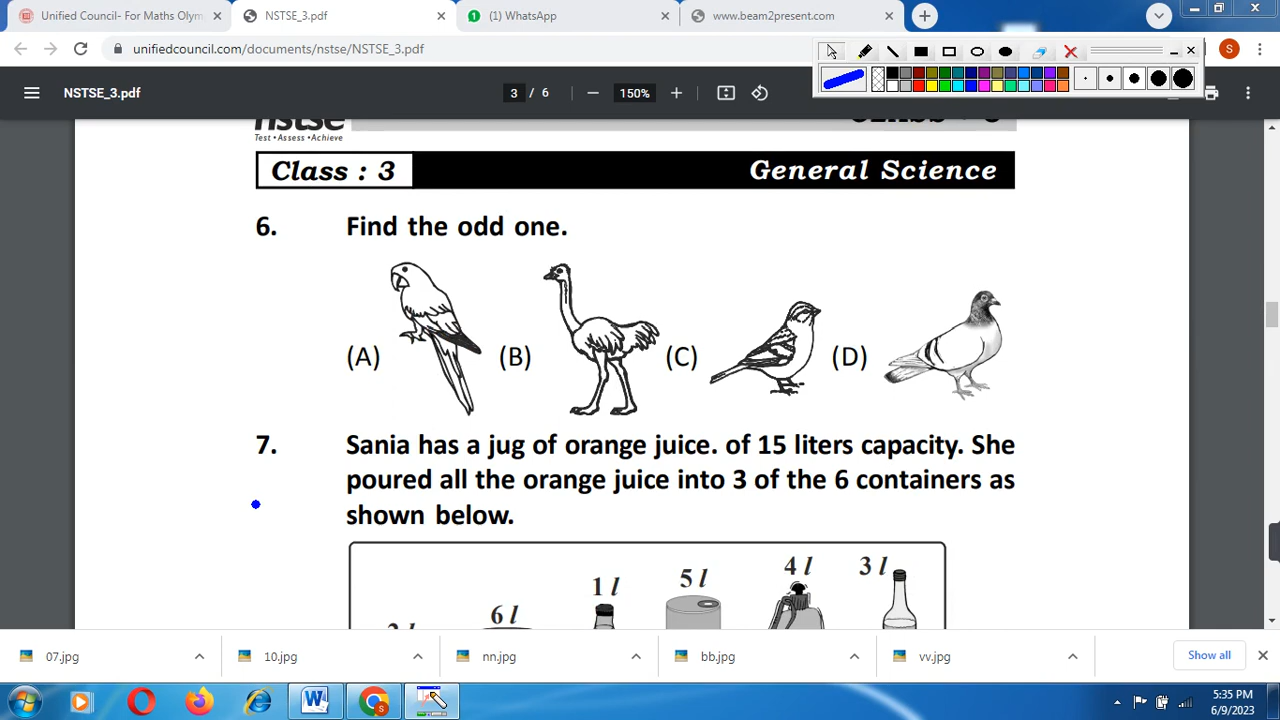 Unified Council- For Maths Olym
NSTSE_3.pdf
(1) WhatsApp
www.beam2present.com
unifiedcouncil.com/documents/nstse/NSTSE_3.pdf
S
NSTSE_3.pdf
3 / 6
150%
nstse
Test • Assess • Achieve
Class : 3
General Science
6. Find the odd one.
(A) (B) (C) (D)
7. Sania has a jug of orange juice. of 15 liters capacity. She
poured all the orange juice into 3 of the 6 containers as
shown below.
6 l 1 l 5 l 4 l 3 l
07.jpg
10.jpg
nn.jpg
bb.jpg
vv.jpg
Show all
5:35 PM
6/9/2023